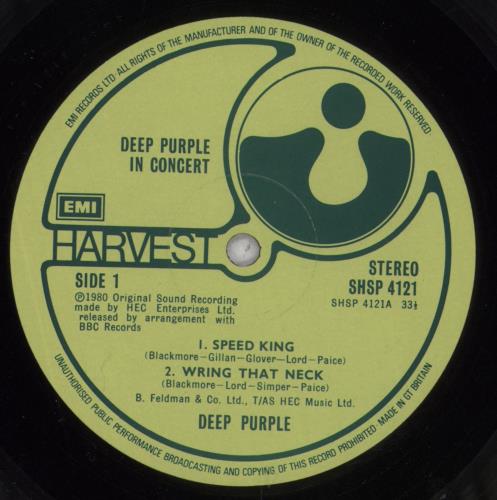 EMI RECORDS LTD. ALL RIGHTS OF THE MANUFACTURER AND OF THE OWNER OF THE RECORDED WORK RESERVED.
DEEP PURPLE
IN CONCERT
EMI
HARVEST
SIDE 1
℗1980 Original Sound Recording
made by HEC Enterprises Ltd.
released by arrangement with
BBC Records
STEREO
SHSP 4121
SHSP 4121A 33⅓
1. SPEED KING
(Blackmore–Gillan–Glover–Lord–Paice)
2. WRING THAT NECK
(Blackmore–Lord–Simper–Paice)
B. Feldman & Co. Ltd., T/AS HEC Music Ltd.
DEEP PURPLE
UNAUTHORISED PUBLIC PERFORMANCE BROADCASTING AND COPYING OF THIS RECORD PROHIBITED · MADE IN GT BRITAIN